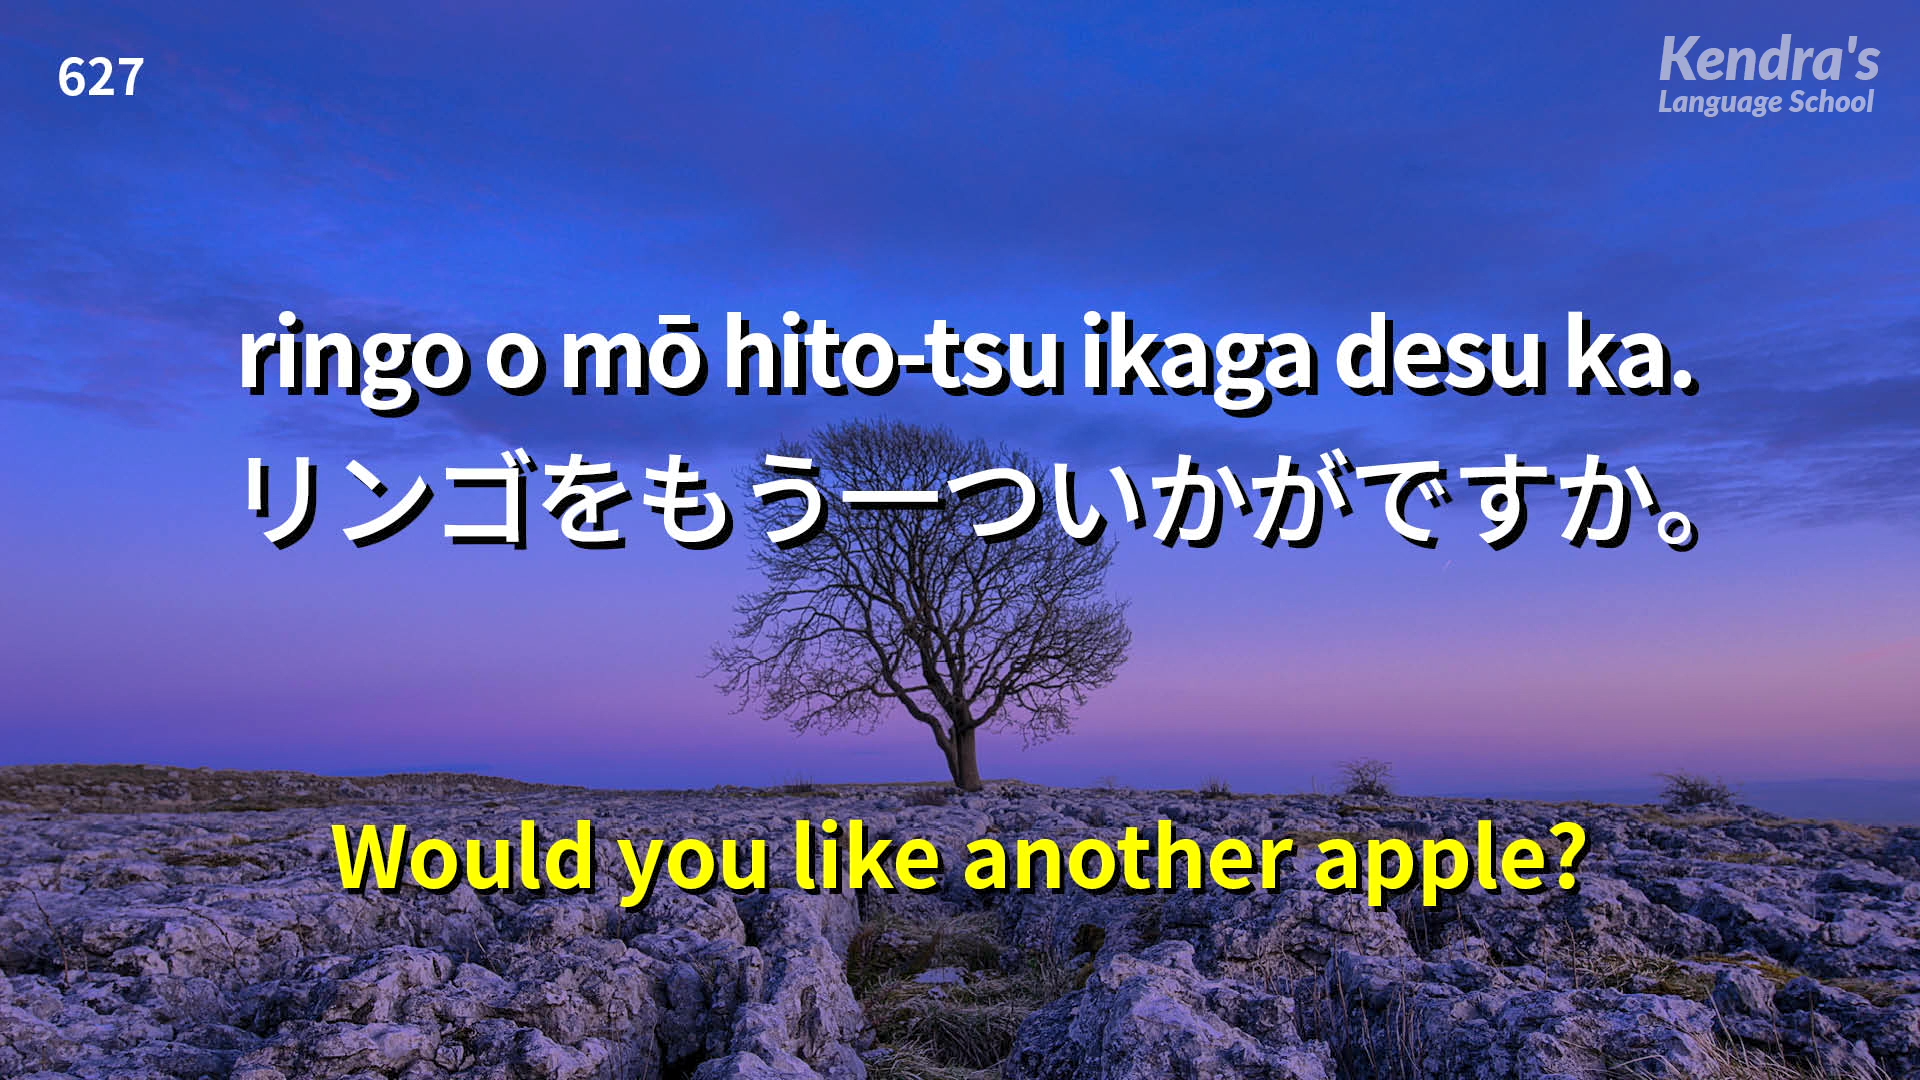 627
Kendra's
Language School
ringo o mō hito-tsu ikaga desu ka.
リンゴをもう一ついかがですか。
Would you like another apple?